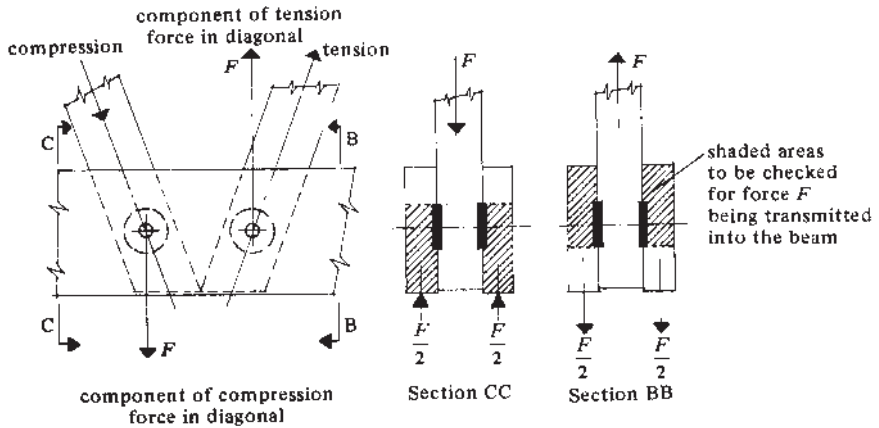 component of tension
force in diagonal
compression
tension
F
F
F
C
B
shaded areas
to be checked
for force F
being transmitted
into the beam
C
B
F
F/2
F/2
F/2
F/2
Section CC
Section BB
component of compression
force in diagonal